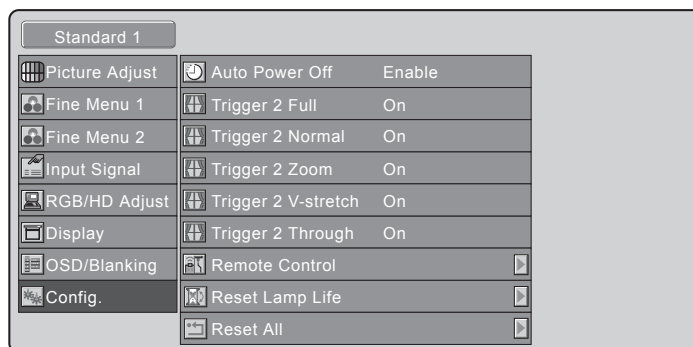 Standard 1
Picture Adjust
Fine Menu 1
Fine Menu 2
Input Signal
RGB/HD Adjust
Display
OSD/Blanking
Config.
Auto Power Off Enable
Trigger 2 Full On
Trigger 2 Normal On
Trigger 2 Zoom On
Trigger 2 V-stretch On
Trigger 2 Through On
Remote Control
Reset Lamp Life
Reset All